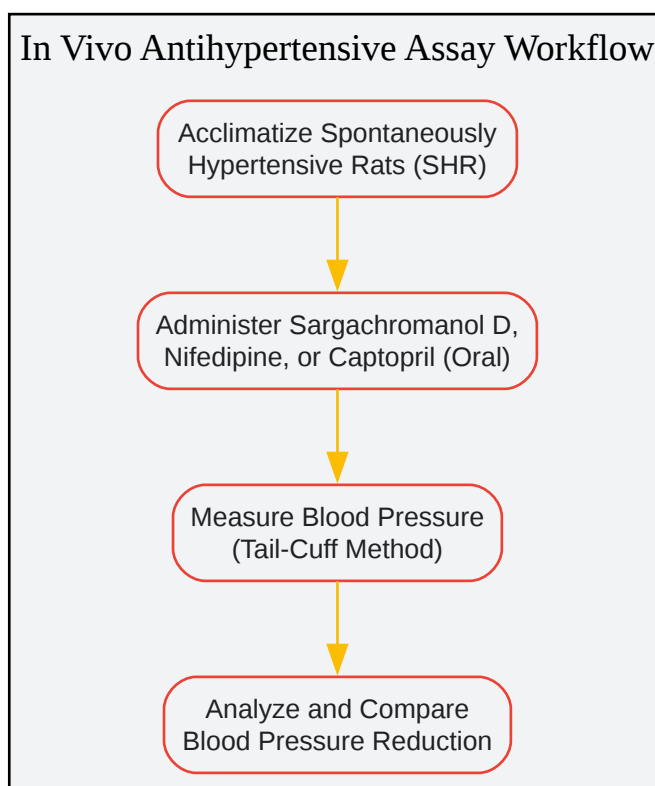 In Vivo Antihypertensive Assay Workflow
Acclimatize Spontaneously
Hypertensive Rats (SHR)
Administer Sargachromanol D,
Nifedipine, or Captopril (Oral)
Measure Blood Pressure
(Tail-Cuff Method)
Analyze and Compare
Blood Pressure Reduction